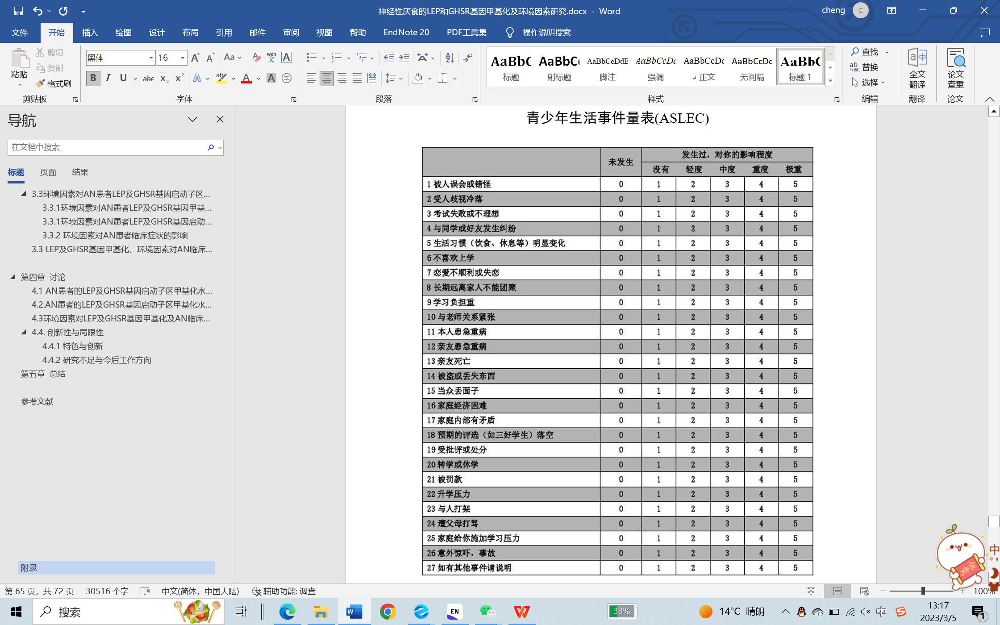 神经性厌食的LEP和GHSR基因甲基化及环境因素研究.docx - Word
cheng
C
文件 开始 插入 绘图 设计 布局 引用 邮件 审阅 视图 帮助 EndNote 20 PDF工具集 操作说明搜索
粘贴
剪切
复制
格式刷
剪贴板
黑体 16
字体
段落
AaBbC 标题
AaBbC 副标题
AaBbCcDdE 脚注
AaBbCcDc 强调
AaBbCcDc 正文
AaBbCcDc 无间隔
AaBbC 标题 1
样式
查找
替换
选择
编辑
全文翻译
翻译
论文查重
论文
导航
在文档中搜索
标题 页面 结果
3.3环境因素对AN患者LEP及GHSR基因启动子区...
3.3.1环境因素对AN患者LEP及GHSR基因甲基...
3.3.1环境因素对AN患者LEP及GHSR基因启动...
3.3.2 环境因素对AN患者临床症状的影响
3.3 LEP及GHSR基因甲基化、环境因素对AN临床...
第四章 讨论
4.1 AN患者的LEP及GHSR基因启动子区甲基化水...
4.2.AN患者的LEP及GHSR基因启动子区甲基化水...
4.3环境因素对LEP及GHSR基因甲基化及AN临床...
4.4. 创新性与局限性
4.4.1 特色与创新
4.4.2 研究不足与今后工作方向
第五章 总结
参考文献
附录
青少年生活事件量表(ASLEC)
未发生 发生过，对你的影响程度
没有 轻度 中度 重度 极重
1 被人误会或错怪 0 1 2 3 4 5
2 受人歧视冷落 0 1 2 3 4 5
3 考试失败或不理想 0 1 2 3 4 5
4 与同学或好友发生纠纷 0 1 2 3 4 5
5 生活习惯（饮食、休息等）明显变化 0 1 2 3 4 5
6 不喜欢上学 0 1 2 3 4 5
7 恋爱不顺利或失恋 0 1 2 3 4 5
8 长期远离家人不能团聚 0 1 2 3 4 5
9 学习负担重 0 1 2 3 4 5
10 与老师关系紧张 0 1 2 3 4 5
11 本人患急重病 0 1 2 3 4 5
12 亲友患急重病 0 1 2 3 4 5
13 亲友死亡 0 1 2 3 4 5
14 被盗或丢失东西 0 1 2 3 4 5
15 当众丢面子 0 1 2 3 4 5
16 家庭经济困难 0 1 2 3 4 5
17 家庭内部有矛盾 0 1 2 3 4 5
18 预期的评选（如三好学生）落空 0 1 2 3 4 5
19 受批评或处分 0 1 2 3 4 5
20 转学或休学 0 1 2 3 4 5
21 被罚款 0 1 2 3 4 5
22 升学压力 0 1 2 3 4 5
23 与人打架 0 1 2 3 4 5
24 遭父母打骂 0 1 2 3 4 5
25 家庭给你施加学习压力 0 1 2 3 4 5
26 意外惊吓，事故 0 1 2 3 4 5
27 如有其他事件请说明 0 1 2 3 4 5
优秀
中
第 65 页，共 72 页 30516 个字 中文(简体，中国大陆) 辅助功能: 调查 100%
搜索
EN
33%
14°C 晴朗
中
13:17
2023/3/5
1